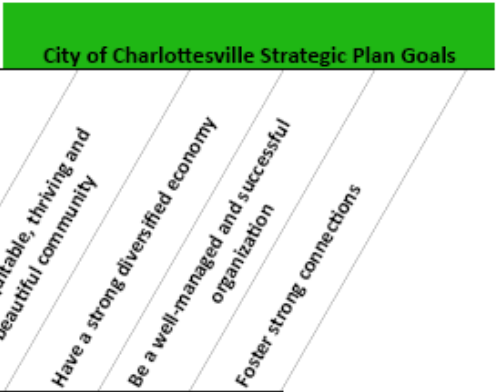 City of Charlottesville Strategic Plan Goals
thriving and
beautiful community
Have a strong diversified economy
Be a well-managed and successful
organization
Foster strong connections